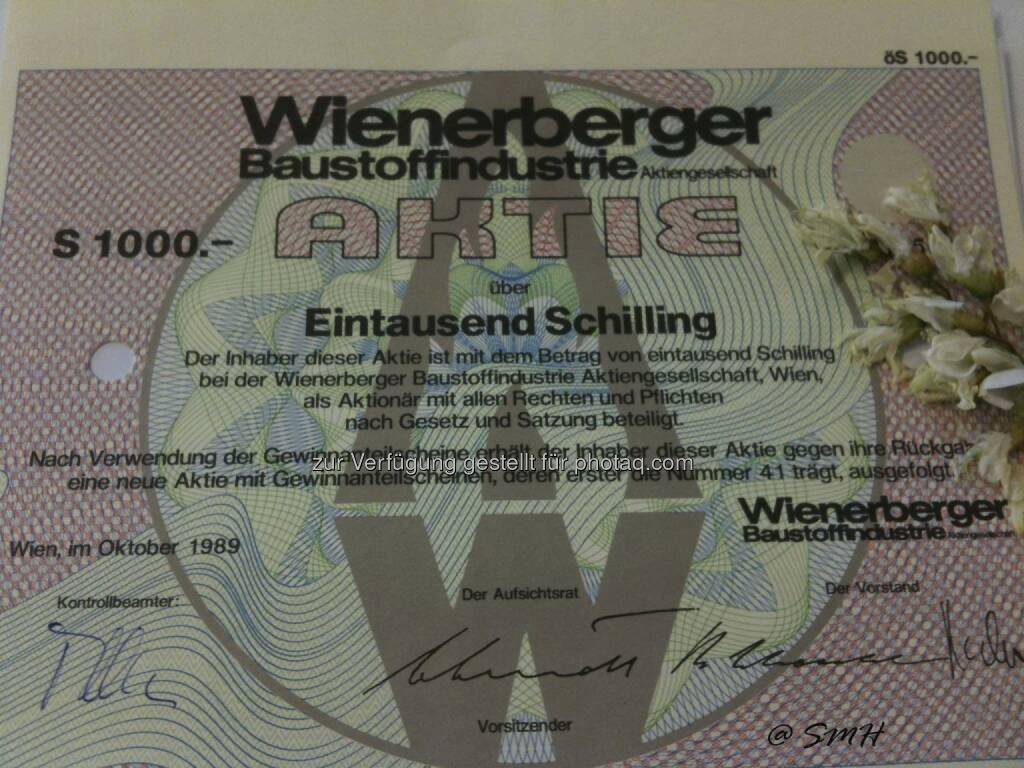 öS 1000.-
Wienerberger
Baustoffindustrie Aktiengesellschaft
AKTIE
S 1000.-
5
über
Eintausend Schilling
Der Inhaber dieser Aktie ist mit dem Betrag von eintausend Schilling
bei der Wienerberger Baustoffindustrie Aktiengesellschaft, Wien,
als Aktionär mit allen Rechten und Pflichten
nach Gesetz und Satzung beteiligt.
Nach Verwendung der Gewinnanteilscheine erhält der Inhaber dieser Aktie gegen ihre Rückgab
zur Verfügung gestellt für photaq.com
eine neue Aktie mit Gewinnanteilscheinen, deren erster die Nummer 41 trägt, ausgefolgt.
Wienerberger
Baustoffindustrie Aktiengesellschaft
Wien, im Oktober 1989
Der Aufsichtsrat
Der Vorstand
Kontrollbeamter:
Vorsitzender
@ SMH